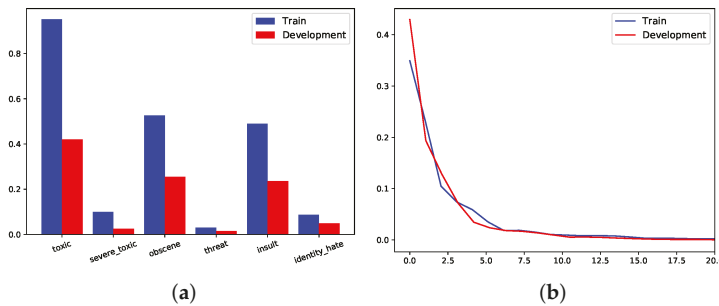 Train
Development
0.8
0.6
0.4
0.2
0.0
toxic
severe_toxic
obscene
threat
insult
identity_hate
(a)
Train
Development
0.4
0.3
0.2
0.1
0.0
0.0 2.5 5.0 7.5 10.0 12.5 15.0 17.5 20.
(b)